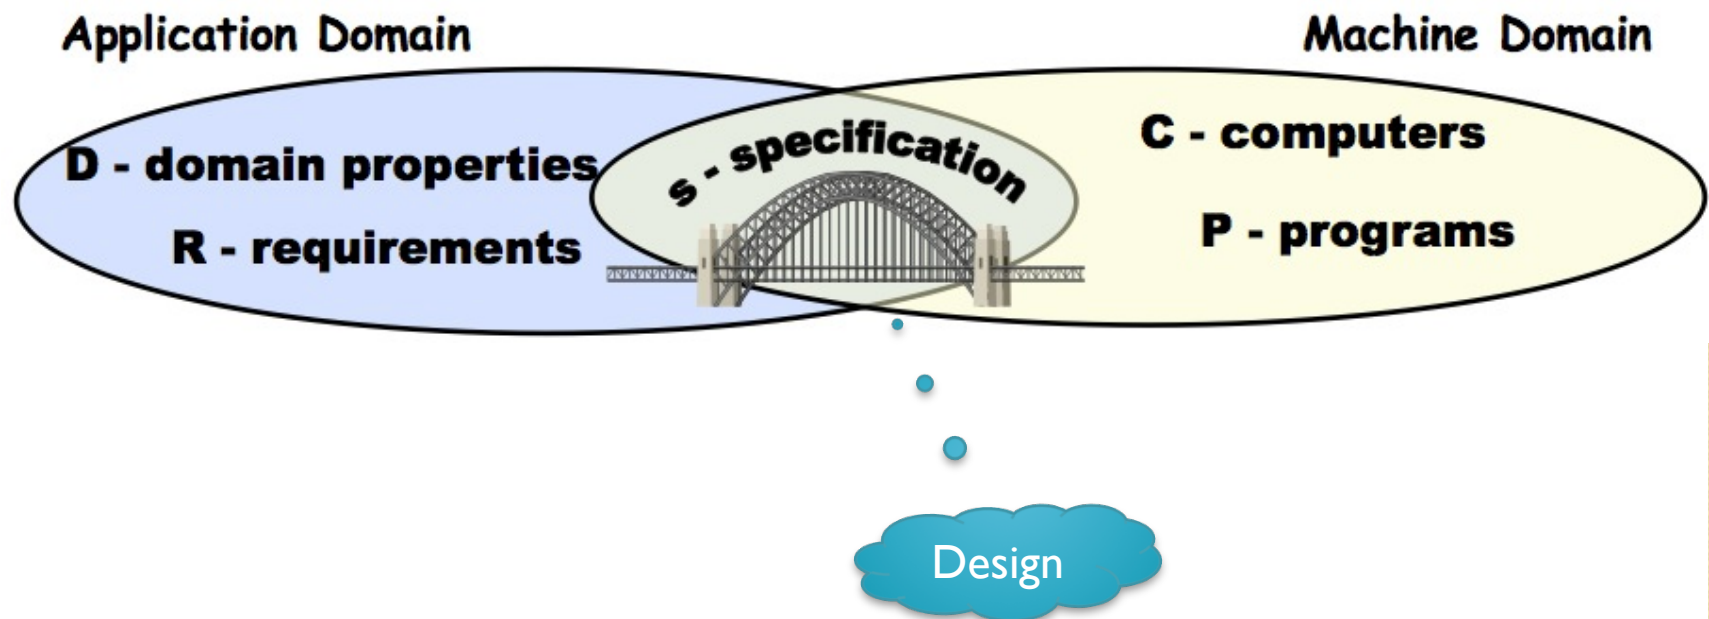 Application Domain
Machine Domain
D - domain properties
R - requirements
s - specification
C - computers
P - programs
Design